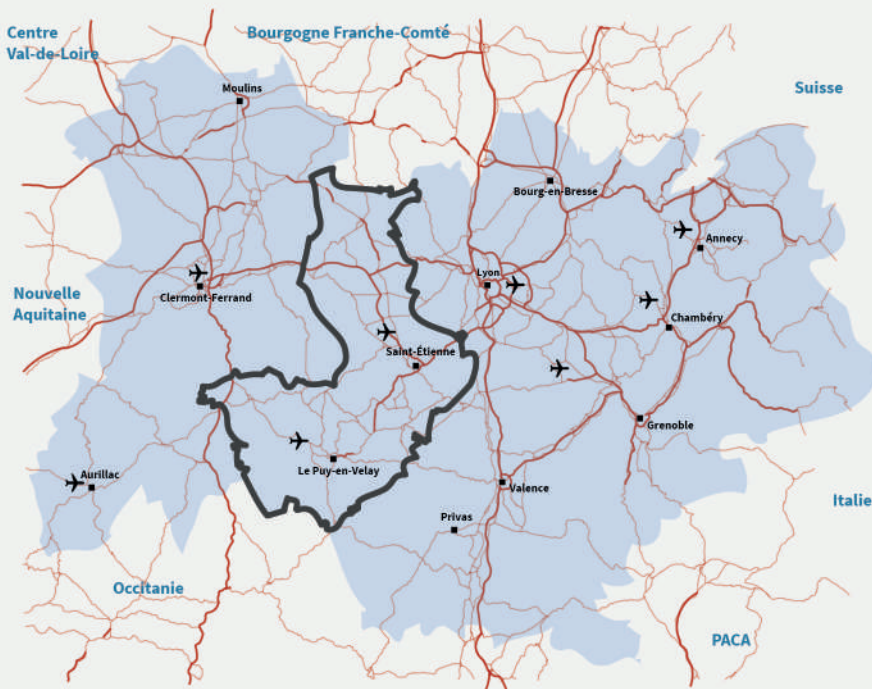 Centre
Val-de-Loire
Bourgogne Franche-Comté
Suisse
Moulins
Bourg-en-Bresse
Annecy
Lyon
Clermont-Ferrand
Nouvelle
Aquitaine
Chambéry
Saint-Étienne
Grenoble
Le Puy-en-Velay
Aurillac
Valence
Italie
Privas
Occitanie
PACA